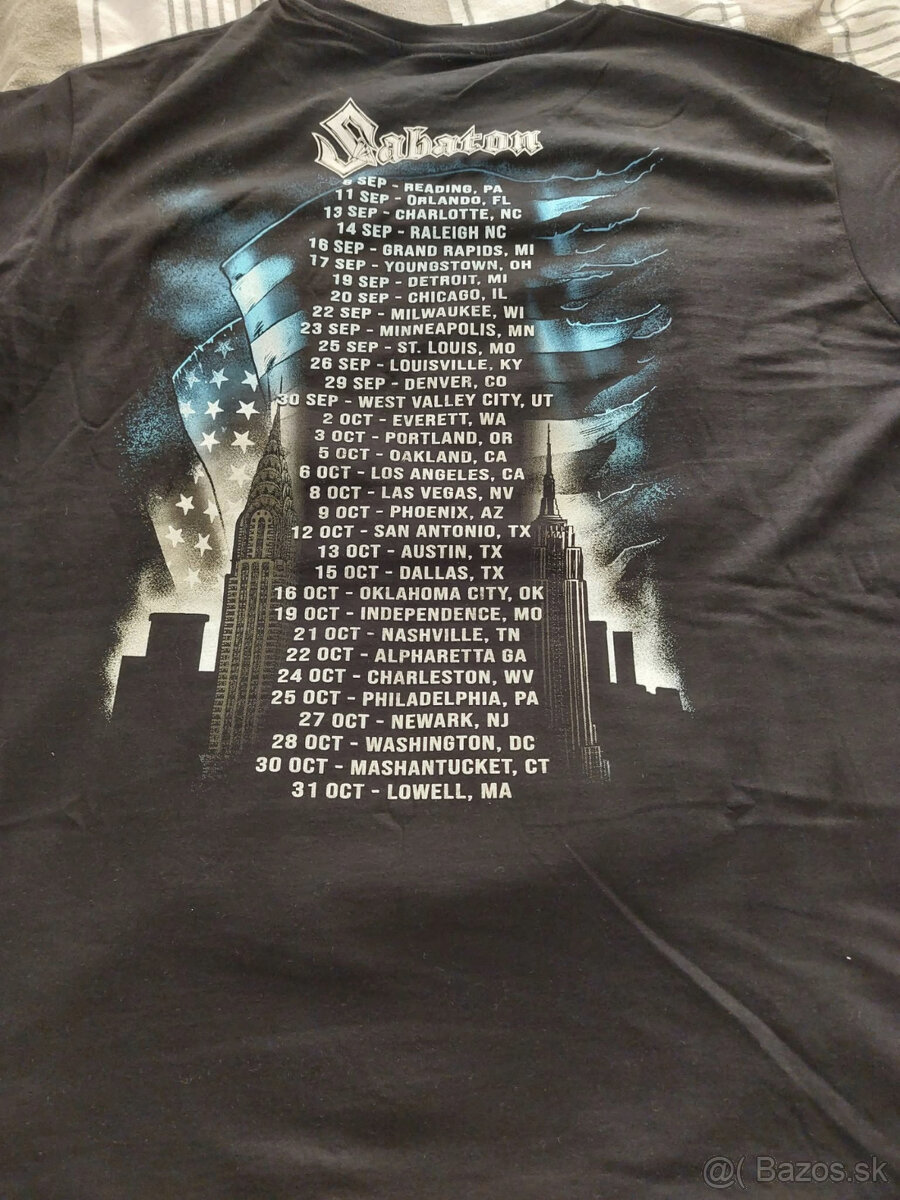 Sabaton
SEP - READING, PA
11 SEP - ORLANDO, FL
13 SEP - CHARLOTTE, NC
14 SEP - RALEIGH NC
16 SEP - GRAND RAPIDS, MI
17 SEP - YOUNGSTOWN, OH
19 SEP - DETROIT, MI
20 SEP - CHICAGO, IL
22 SEP - MILWAUKEE, WI
23 SEP - MINNEAPOLIS, MN
25 SEP - ST. LOUIS, MO
26 SEP - LOUISVILLE, KY
29 SEP - DENVER, CO
30 SEP - WEST VALLEY CITY, UT
2 OCT - EVERETT, WA
3 OCT - PORTLAND, OR
5 OCT - OAKLAND, CA
6 OCT - LOS ANGELES, CA
8 OCT - LAS VEGAS, NV
9 OCT - PHOENIX, AZ
12 OCT - SAN ANTONIO, TX
13 OCT - AUSTIN, TX
15 OCT - DALLAS, TX
16 OCT - OKLAHOMA CITY, OK
19 OCT - INDEPENDENCE, MO
21 OCT - NASHVILLE, TN
22 OCT - ALPHARETTA GA
24 OCT - CHARLESTON, WV
25 OCT - PHILADELPHIA, PA
27 OCT - NEWARK, NJ
28 OCT - WASHINGTON, DC
30 OCT - MASHANTUCKET, CT
31 OCT - LOWELL, MA
@( Bazos.sk